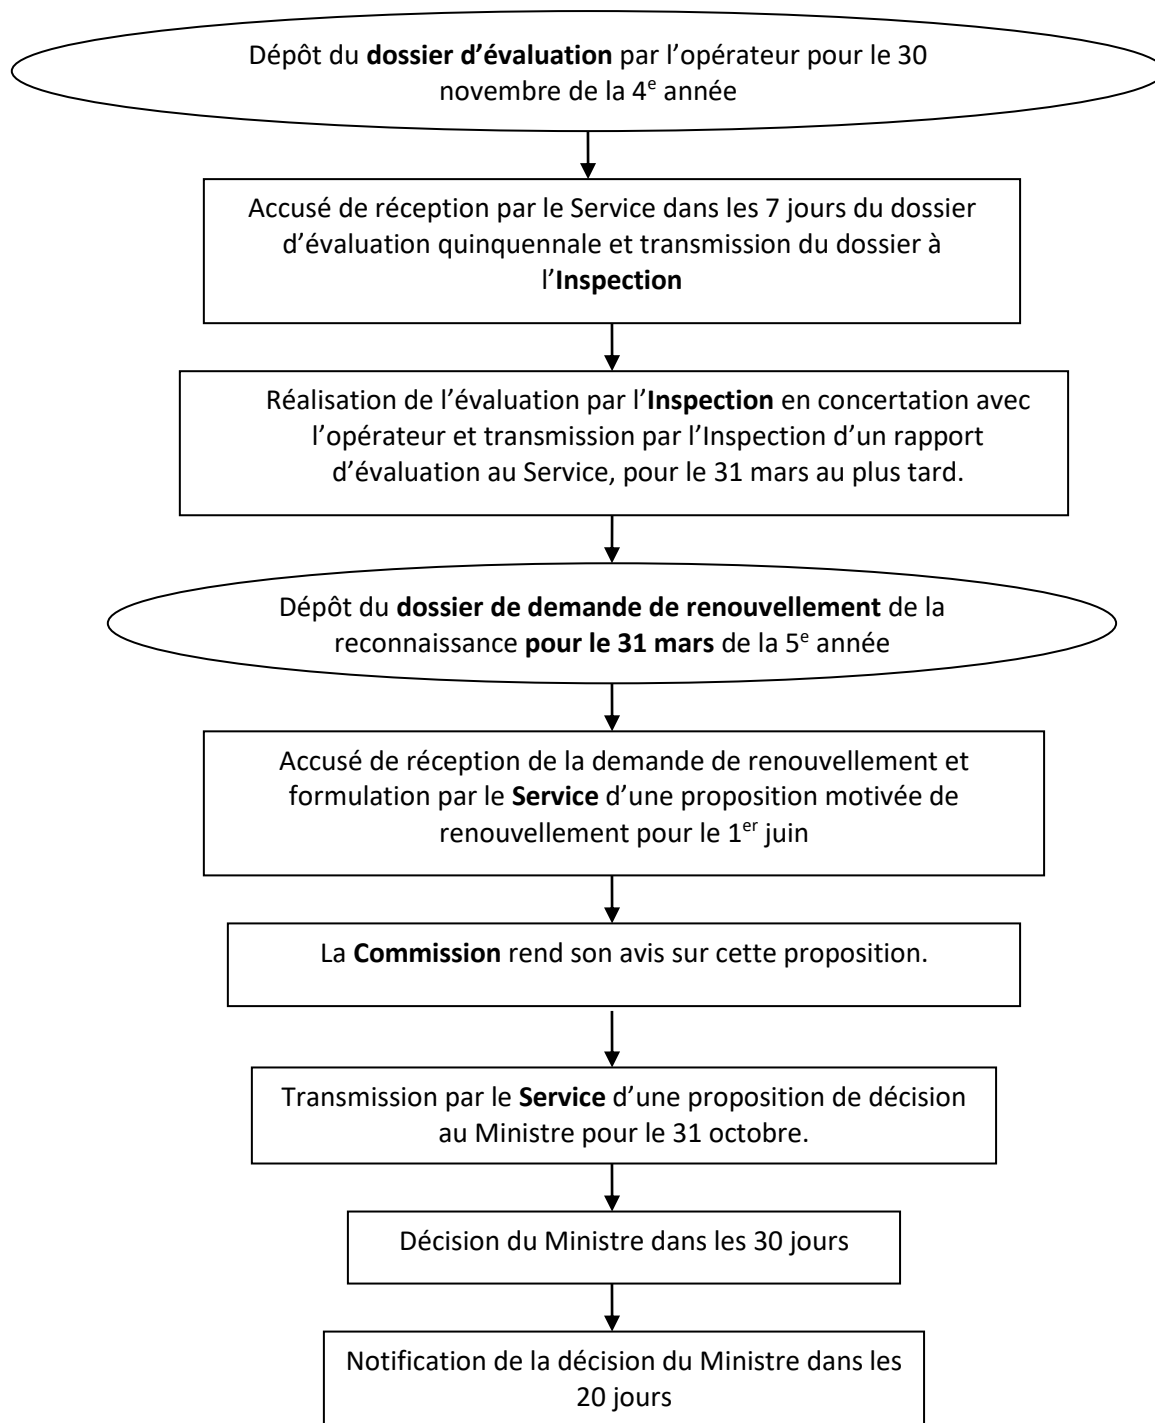 Dépôt du dossier d’évaluation par l’opérateur pour le 30
novembre de la 4e année
Accusé de réception par le Service dans les 7 jours du dossier
d’évaluation quinquennale et transmission du dossier à
l’Inspection
Réalisation de l’évaluation par l’Inspection en concertation avec
l’opérateur et transmission par l’Inspection d’un rapport
d’évaluation au Service, pour le 31 mars au plus tard.
Dépôt du dossier de demande de renouvellement de la
reconnaissance pour le 31 mars de la 5e année
Accusé de réception de la demande de renouvellement et
formulation par le Service d’une proposition motivée de
renouvellement pour le 1er juin
La Commission rend son avis sur cette proposition.
Transmission par le Service d’une proposition de décision
au Ministre pour le 31 octobre.
Décision du Ministre dans les 30 jours
Notification de la décision du Ministre dans les
20 jours